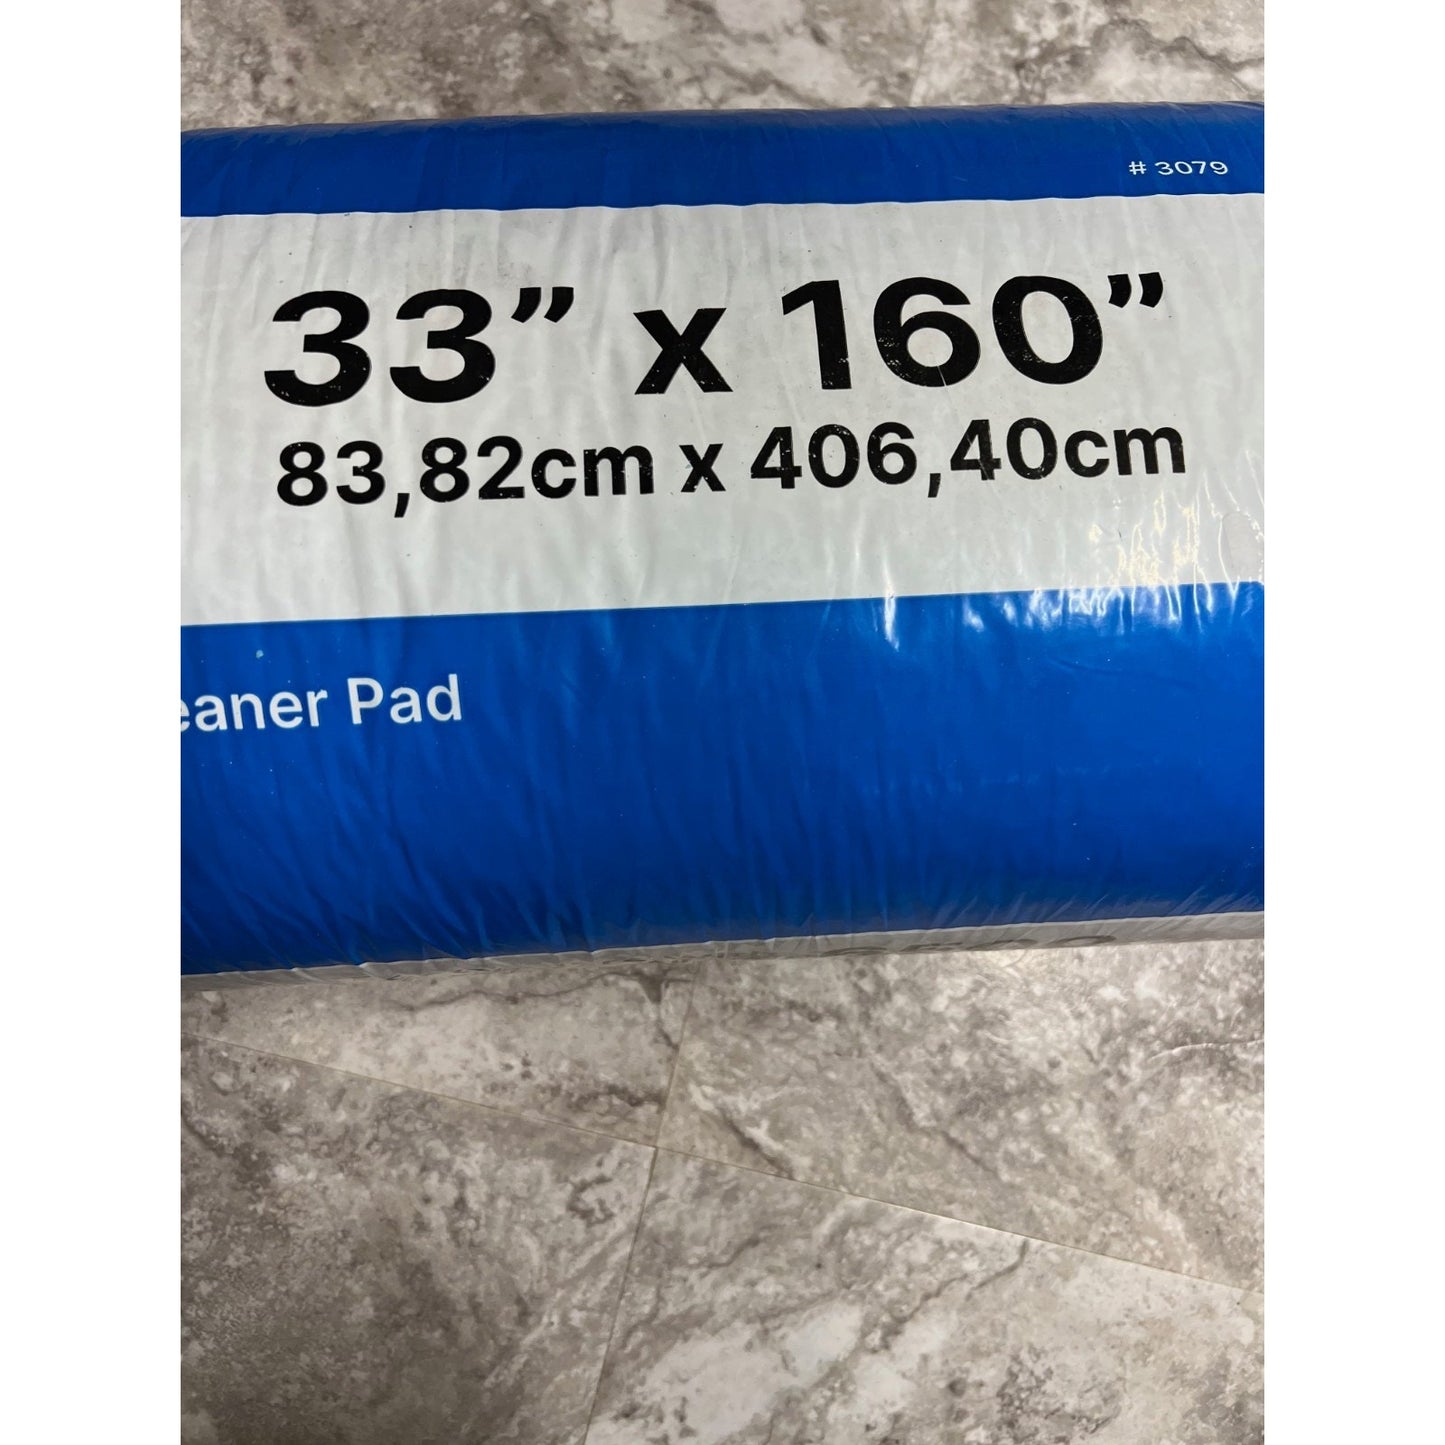 # 3079
33” x 160”
83,82cm x 406,40cm
eaner Pad